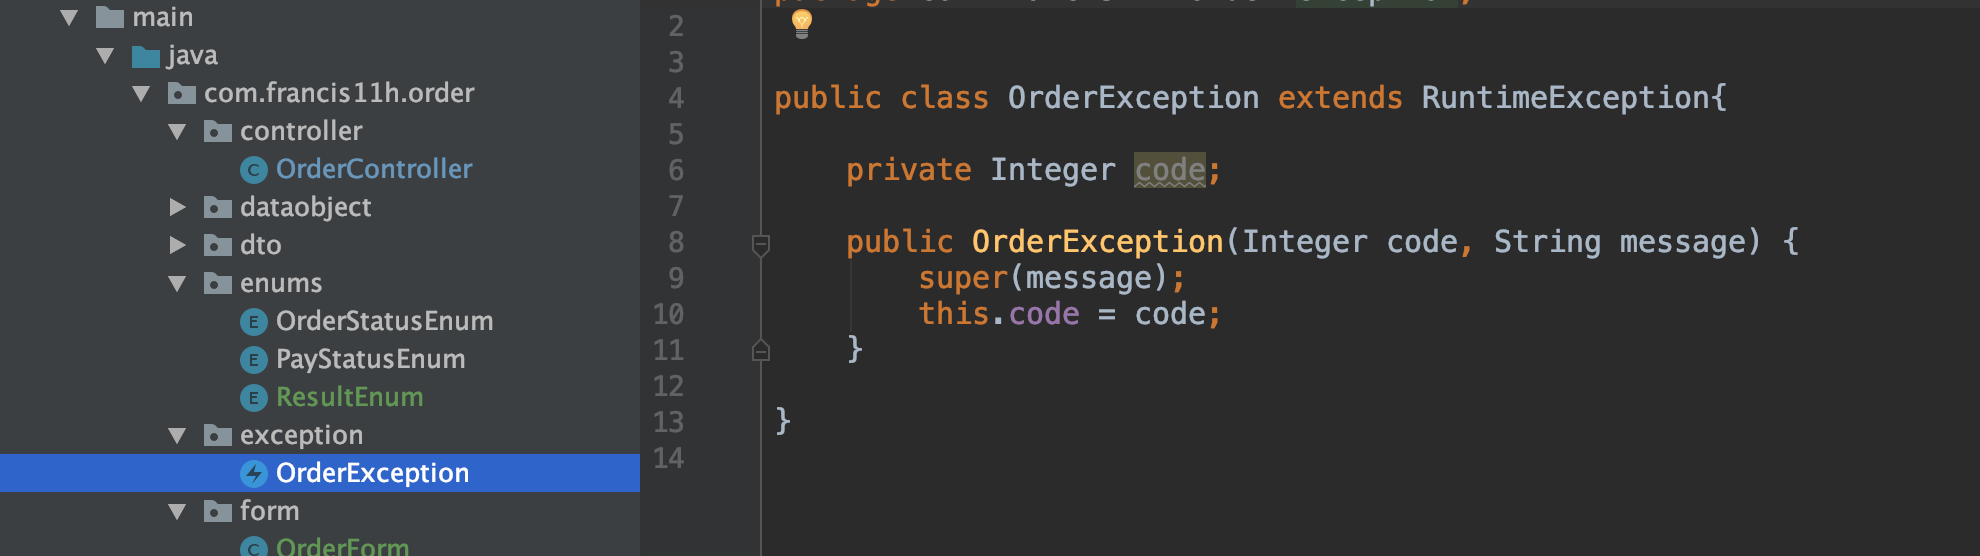 main
java
com.francis11h.order
controller
OrderController
dataobject
dto
enums
OrderStatusEnum
PayStatusEnum
ResultEnum
exception
OrderException
form
OrderForm
2
3
4 public class OrderException extends RuntimeException{
5
6 private Integer code;
7
8 public OrderException(Integer code, String message) {
9 super(message);
10 this.code = code;
11 }
12
13 }
14